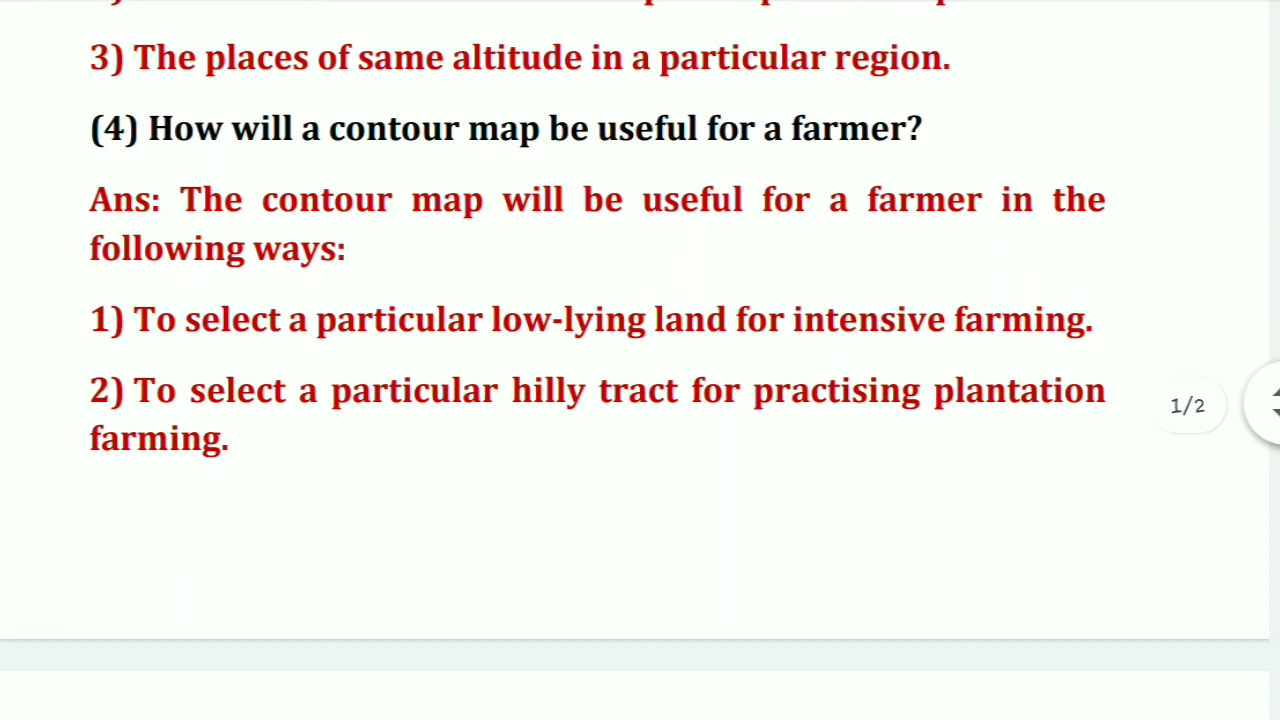 3) The places of same altitude in a particular region.
(4) How will a contour map be useful for a farmer?
Ans: The contour map will be useful for a farmer in the
following ways:
1) To select a particular low-lying land for intensive farming.
2) To select a particular hilly tract for practising plantation
farming.
1/2